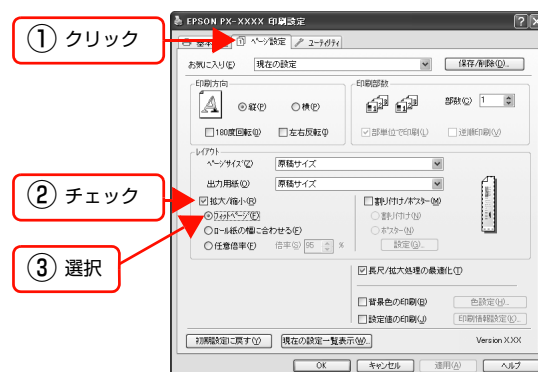 EPSON PX-XXXX 印刷設定
① クリック
基本
ページ設定
ユーティリティ
お気に入り(E)
現在の設定
保存/削除(D)...
印刷方向
縦(P)
横(P)
180度回転(0)
左右反転(0)
印刷部数
部数(C) 1
部単位で印刷(L)
逆順印刷(V)
レイアウト
ページサイズ(Z)
原稿サイズ
出力用紙(O)
原稿サイズ
② チェック
拡大/縮小(R)
フィットページ(F)
ロール紙の幅に合わせる(E)
任意倍率(F)
倍率(S) 95 %
割り付け/ポスター(M)
割り付け(N)
ポスター(N)
設定(G)...
③ 選択
長尺/拡大処理の最適化(T)
背景色の印刷(B)
色設定(H)...
設定値の印刷(J)
印刷情報設定(K)...
初期設定に戻す(Y)
現在の設定一覧表示(W)...
Version X.XX
OK
キャンセル
適用(A)
ヘルプ